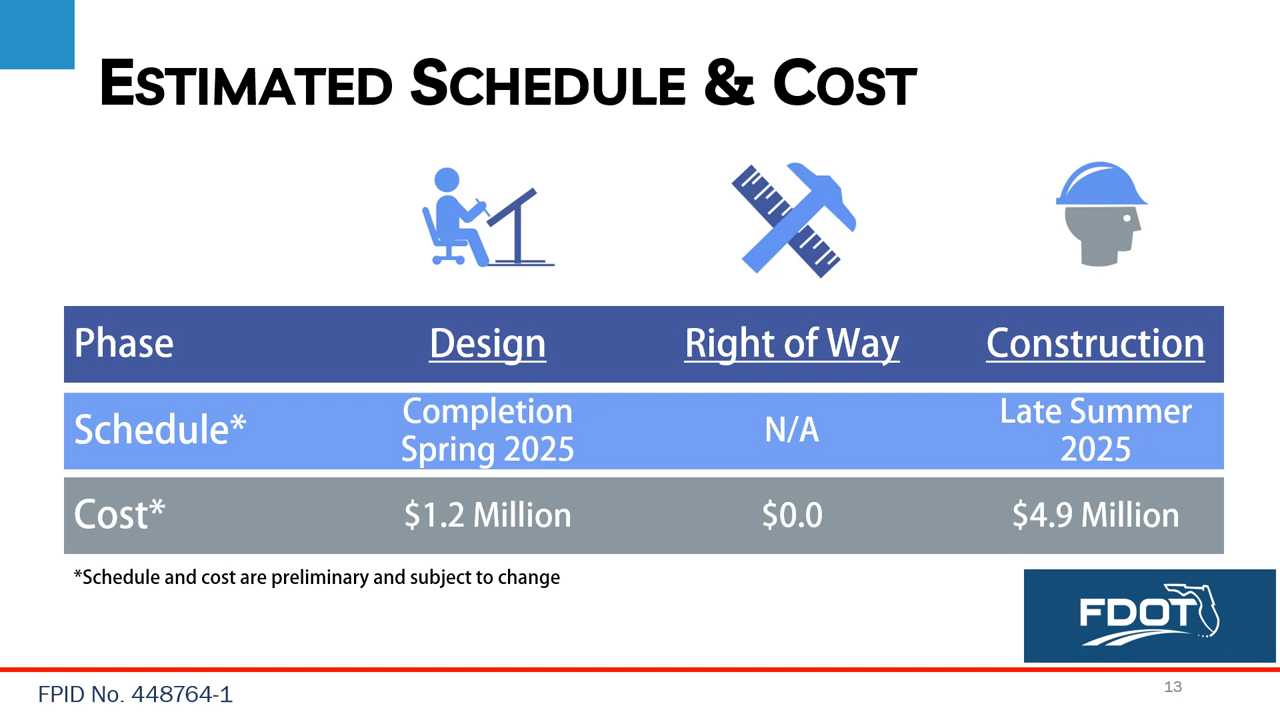 ESTIMATED SCHEDULE & COST
Phase Design Right of Way Construction
Schedule* Completion Spring 2025 N/A Late Summer 2025
Cost* $1.2 Million $0.0 $4.9 Million
*Schedule and cost are preliminary and subject to change
FDOT
FPID No. 448764-1
13